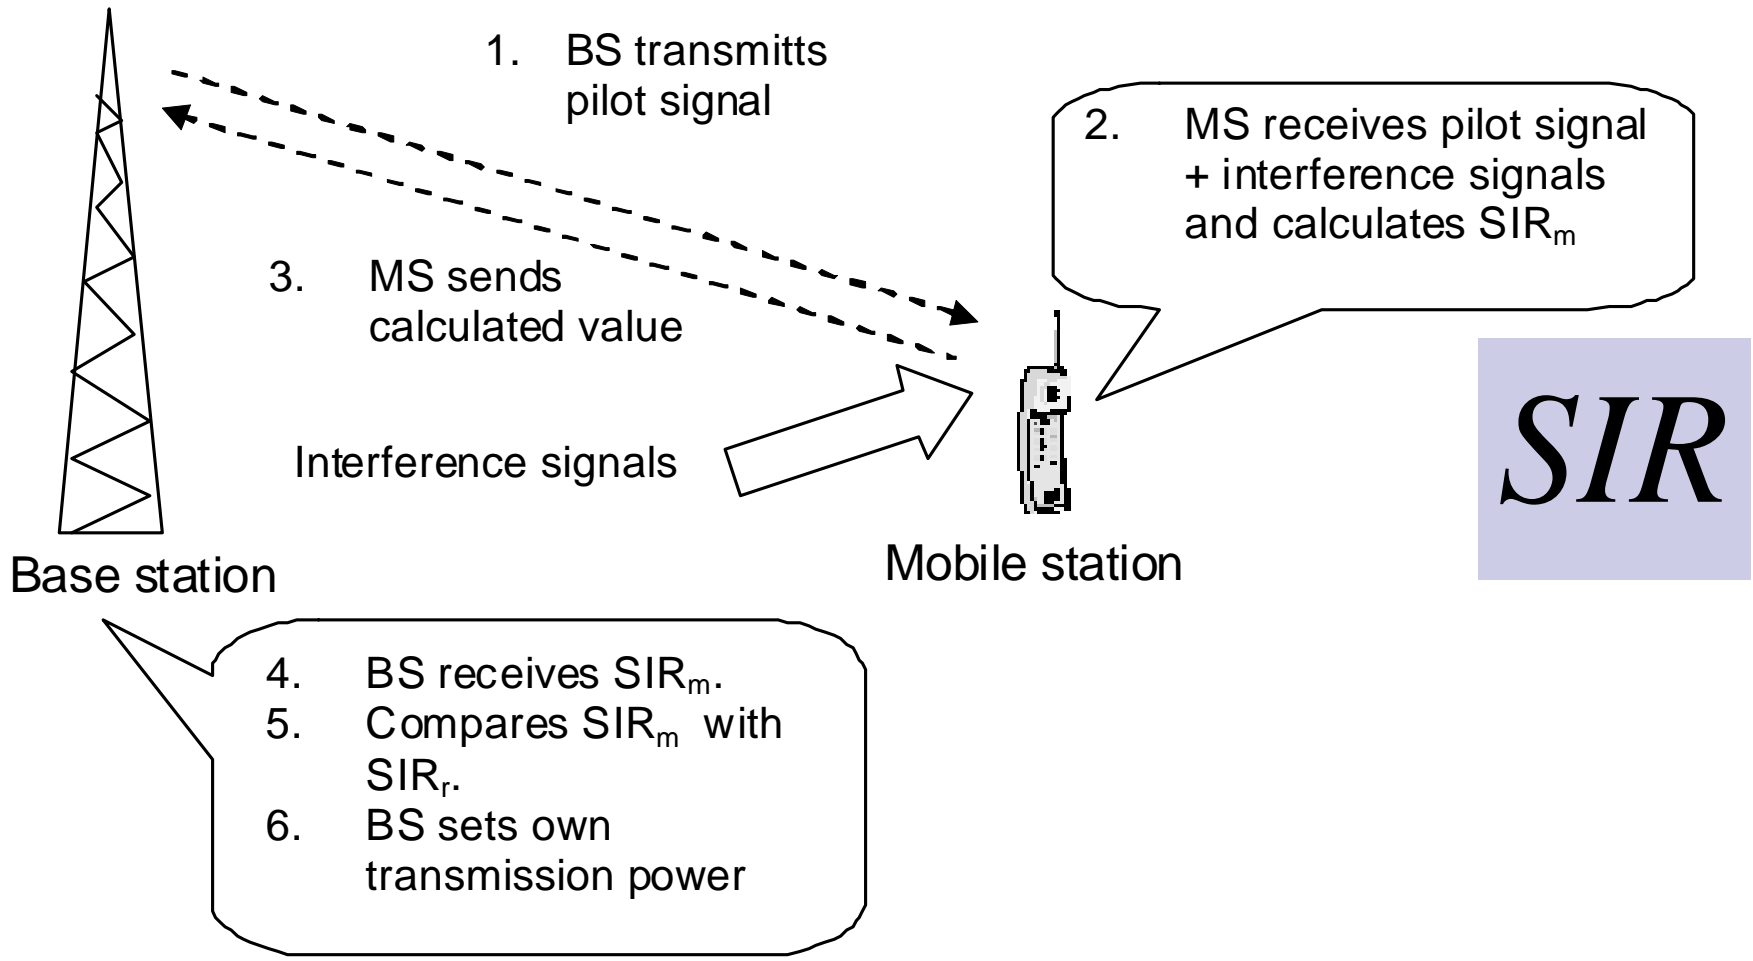 1. BS transmitts
pilot signal
2. MS receives pilot signal
+ interference signals
and calculates SIRₘ
3. MS sends
calculated value
Interference signals
SIR
Mobile station
Base station
4. BS receives SIRₘ.
5. Compares SIRₘ with
SIRᵣ.
6. BS sets own
transmission power